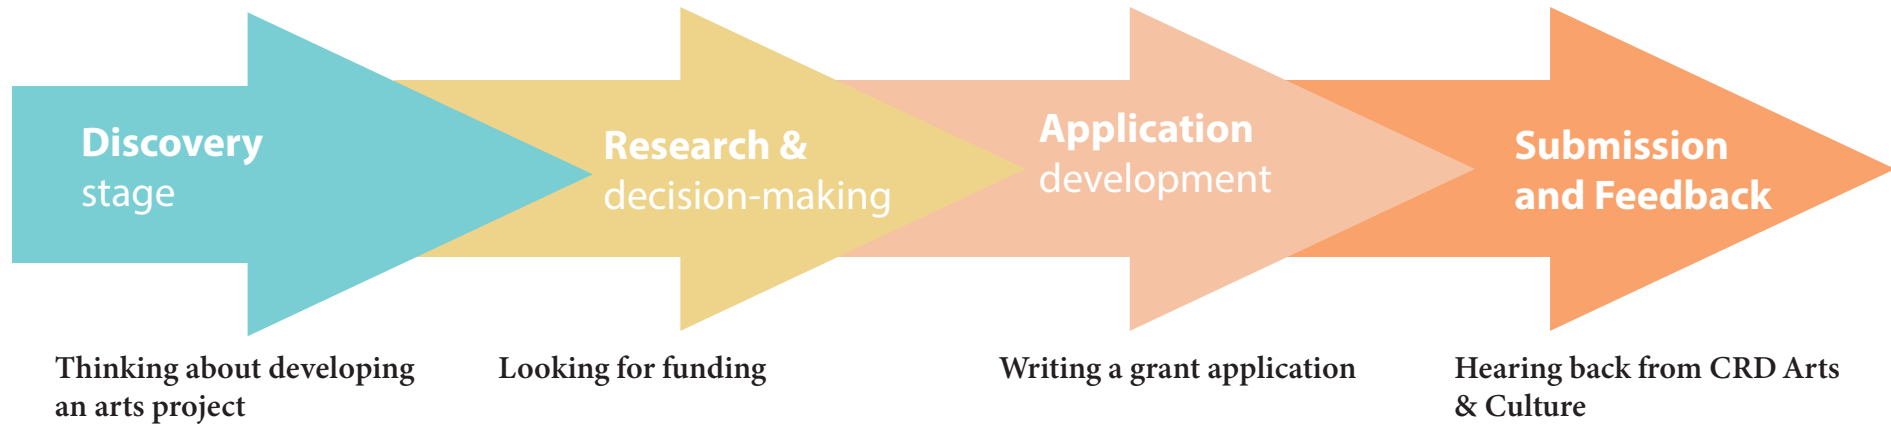 Discovery
stage
Research &
decision-making
Application
development
Submission
and Feedback
Thinking about developing
an arts project
Looking for funding
Writing a grant application
Hearing back from CRD Arts
& Culture